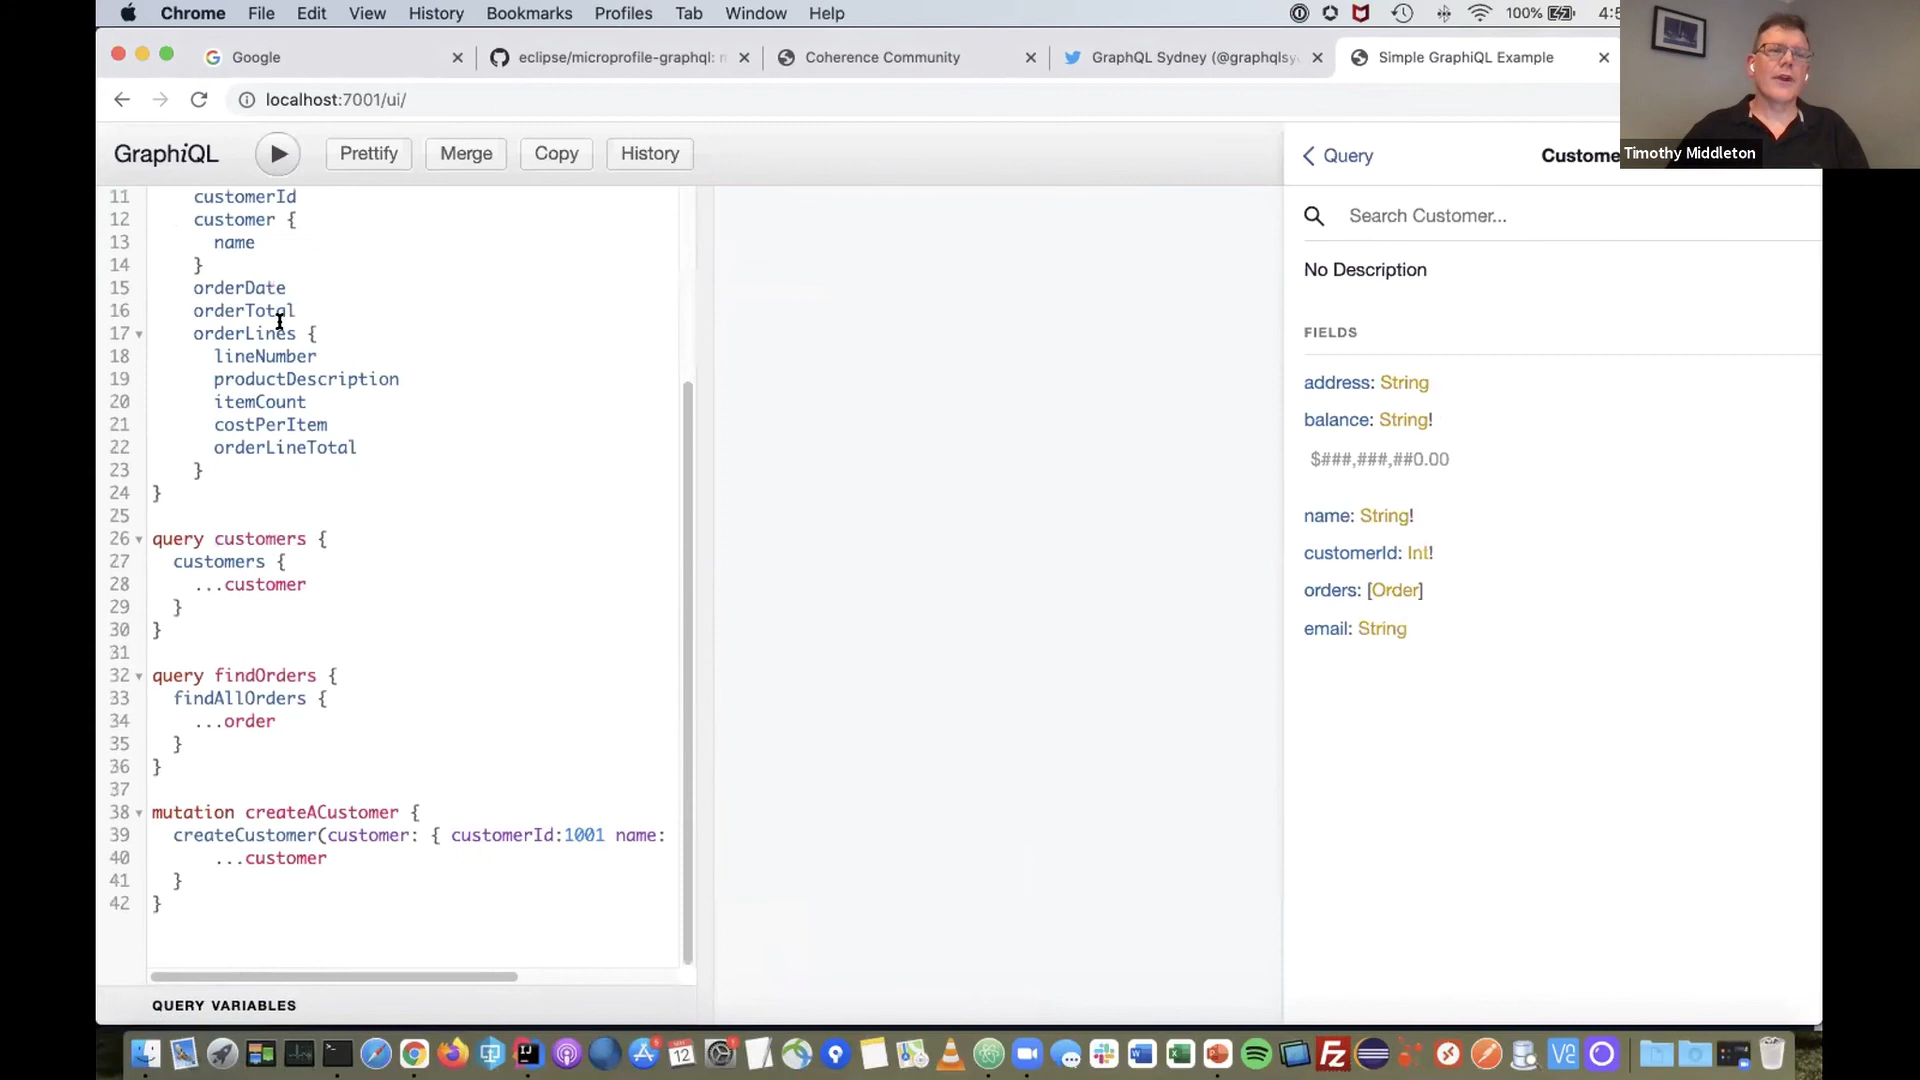 Chrome File Edit View History Bookmarks Profiles Tab Window Help 100% 4:5
Google eclipse/microprofile-graphql: m Coherence Community GraphQL Sydney (@graphqlsy Simple GraphiQL Example
localhost:7001/ui/
GraphiQL Prettify Merge Copy History
Query Custome
Timothy Middleton
Search Customer...
No Description
FIELDS
address: String
balance: String!
$###,###,##0.00
name: String!
customerId: Int!
orders: [Order]
email: String
11 customerId
12 customer {
13 name
14 }
15 orderDate
16 orderTotal
17 orderLines {
18 lineNumber
19 productDescription
20 itemCount
21 costPerItem
22 orderLineTotal
23 }
24 }
25
26 query customers {
27 customers {
28 ...customer
29 }
30 }
31
32 query findOrders {
33 findAllOrders {
34 ...order
35 }
36 }
37
38 mutation createACustomer {
39 createCustomer(customer: { customerId:1001 name:
40 ...customer
41 }
42 }
QUERY VARIABLES